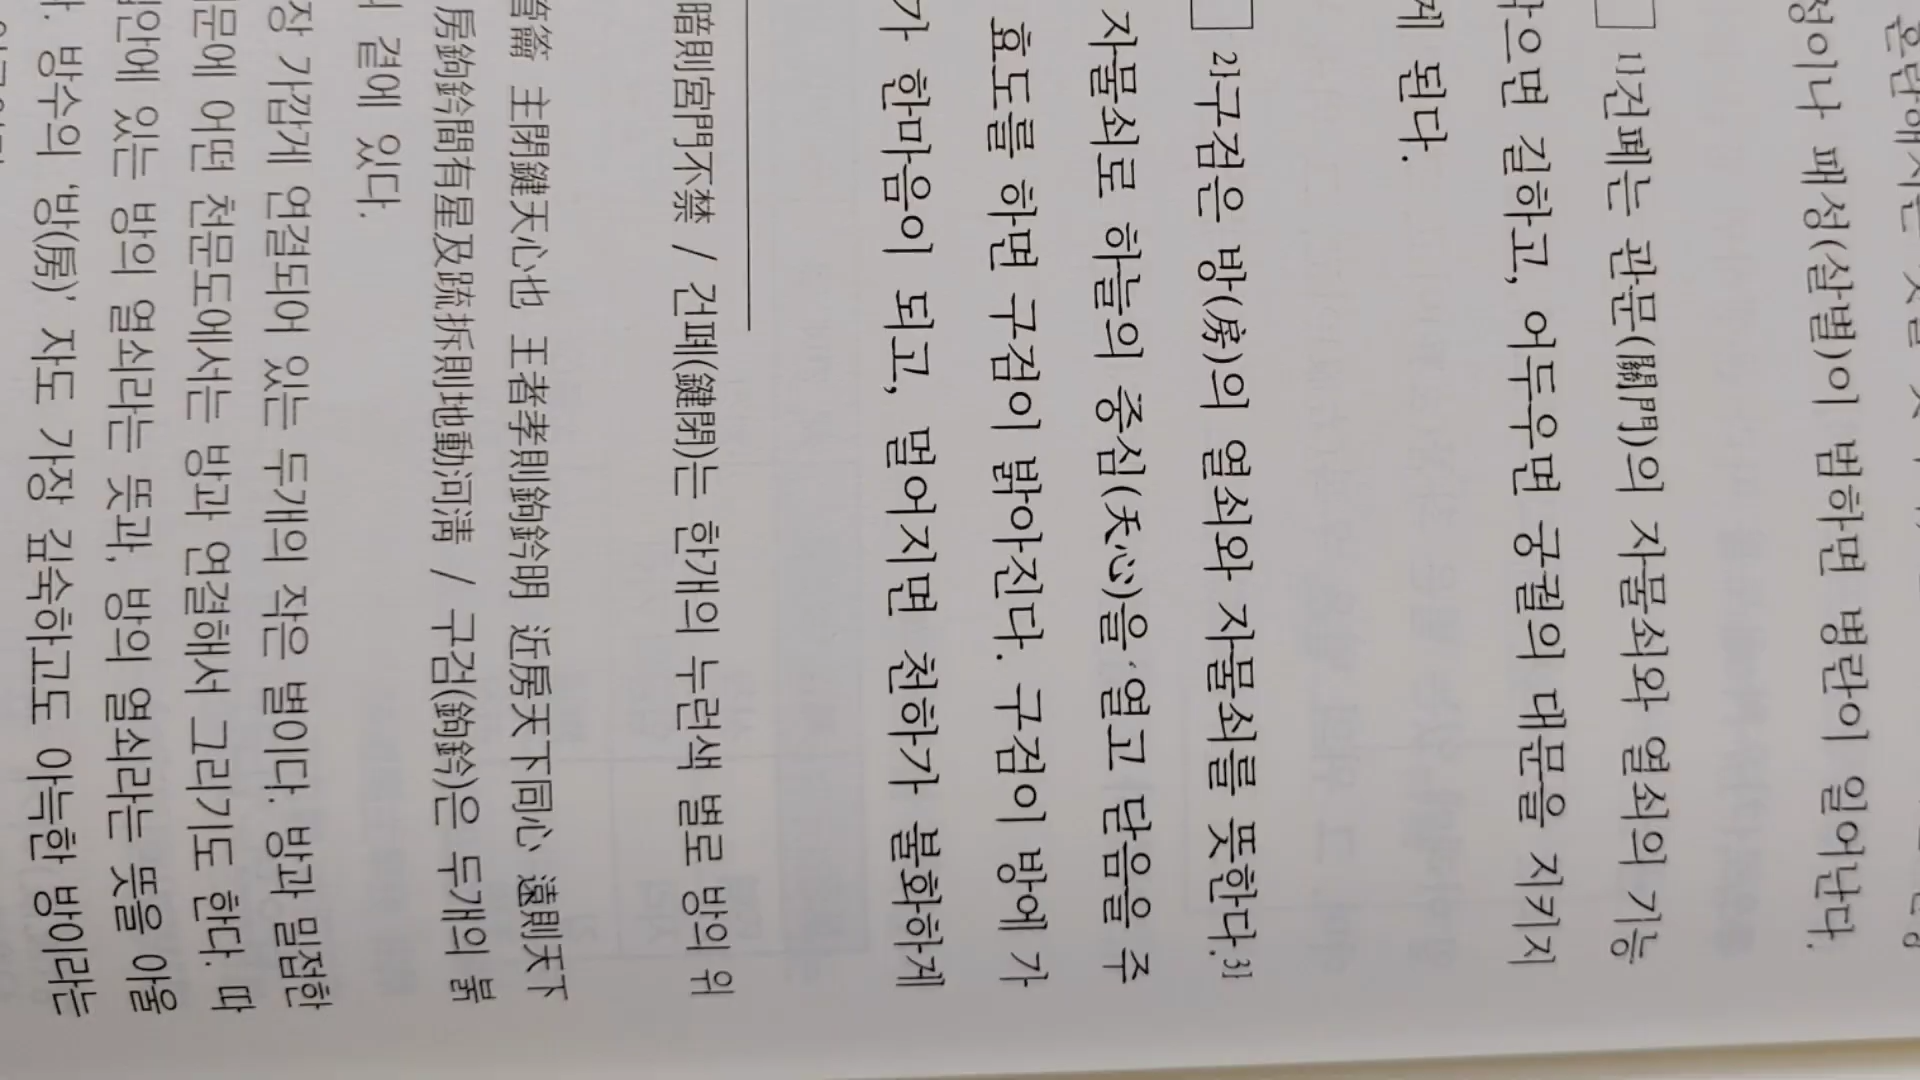 정이나 패성(살별)이 범하면 병란이 일어난다.
1]건폐는 관문(關門)의 자물쇠와 열쇠의 기능
으면 길하고, 어두우면 궁궐의 대문을 지키지
게 된다.
2]구검은 방(房)의 열쇠와 자물쇠를 뜻한다.3]
자물쇠로 하늘의 중심(天心)을 열고 닫음을 주
효도를 하면 구검이 밝아진다. 구검이 방에 가
가 한마음이 되고, 멀어지면 천하가 불화하게
暗則宮門不禁 / 건폐(鍵閉)는 한개의 누런색 별로 방의 위
管籥 主閉鍵天心也 王者孝則鉤鈐明 近房天下同心 遠則天下
房鉤鈐間有星及䟽拆則地動河淸 / 구검(鉤鈐)은 두개의 붉
곁에 있다.
장 가깝게 연결되어 있는 두개의 작은 별이다. 방과 밀접한
문에 어떤 천문도에서는 방과 연결해서 그리기도 한다. 따
안에 있는 방의 열쇠라는 뜻과, 방의 열쇠라는 뜻을 아울
방수의 '방(房)' 자도 가장 깊숙하고도 아늑한 방이라는